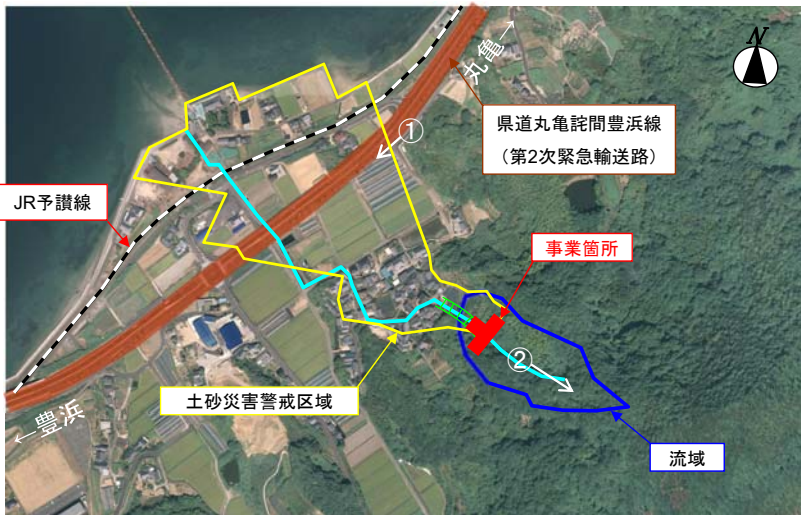 N
丸亀→
①
県道丸亀詫間豊浜線
（第2次緊急輸送路）
JR予讃線
事業箇所
②
土砂災害警戒区域
←豊浜
流域